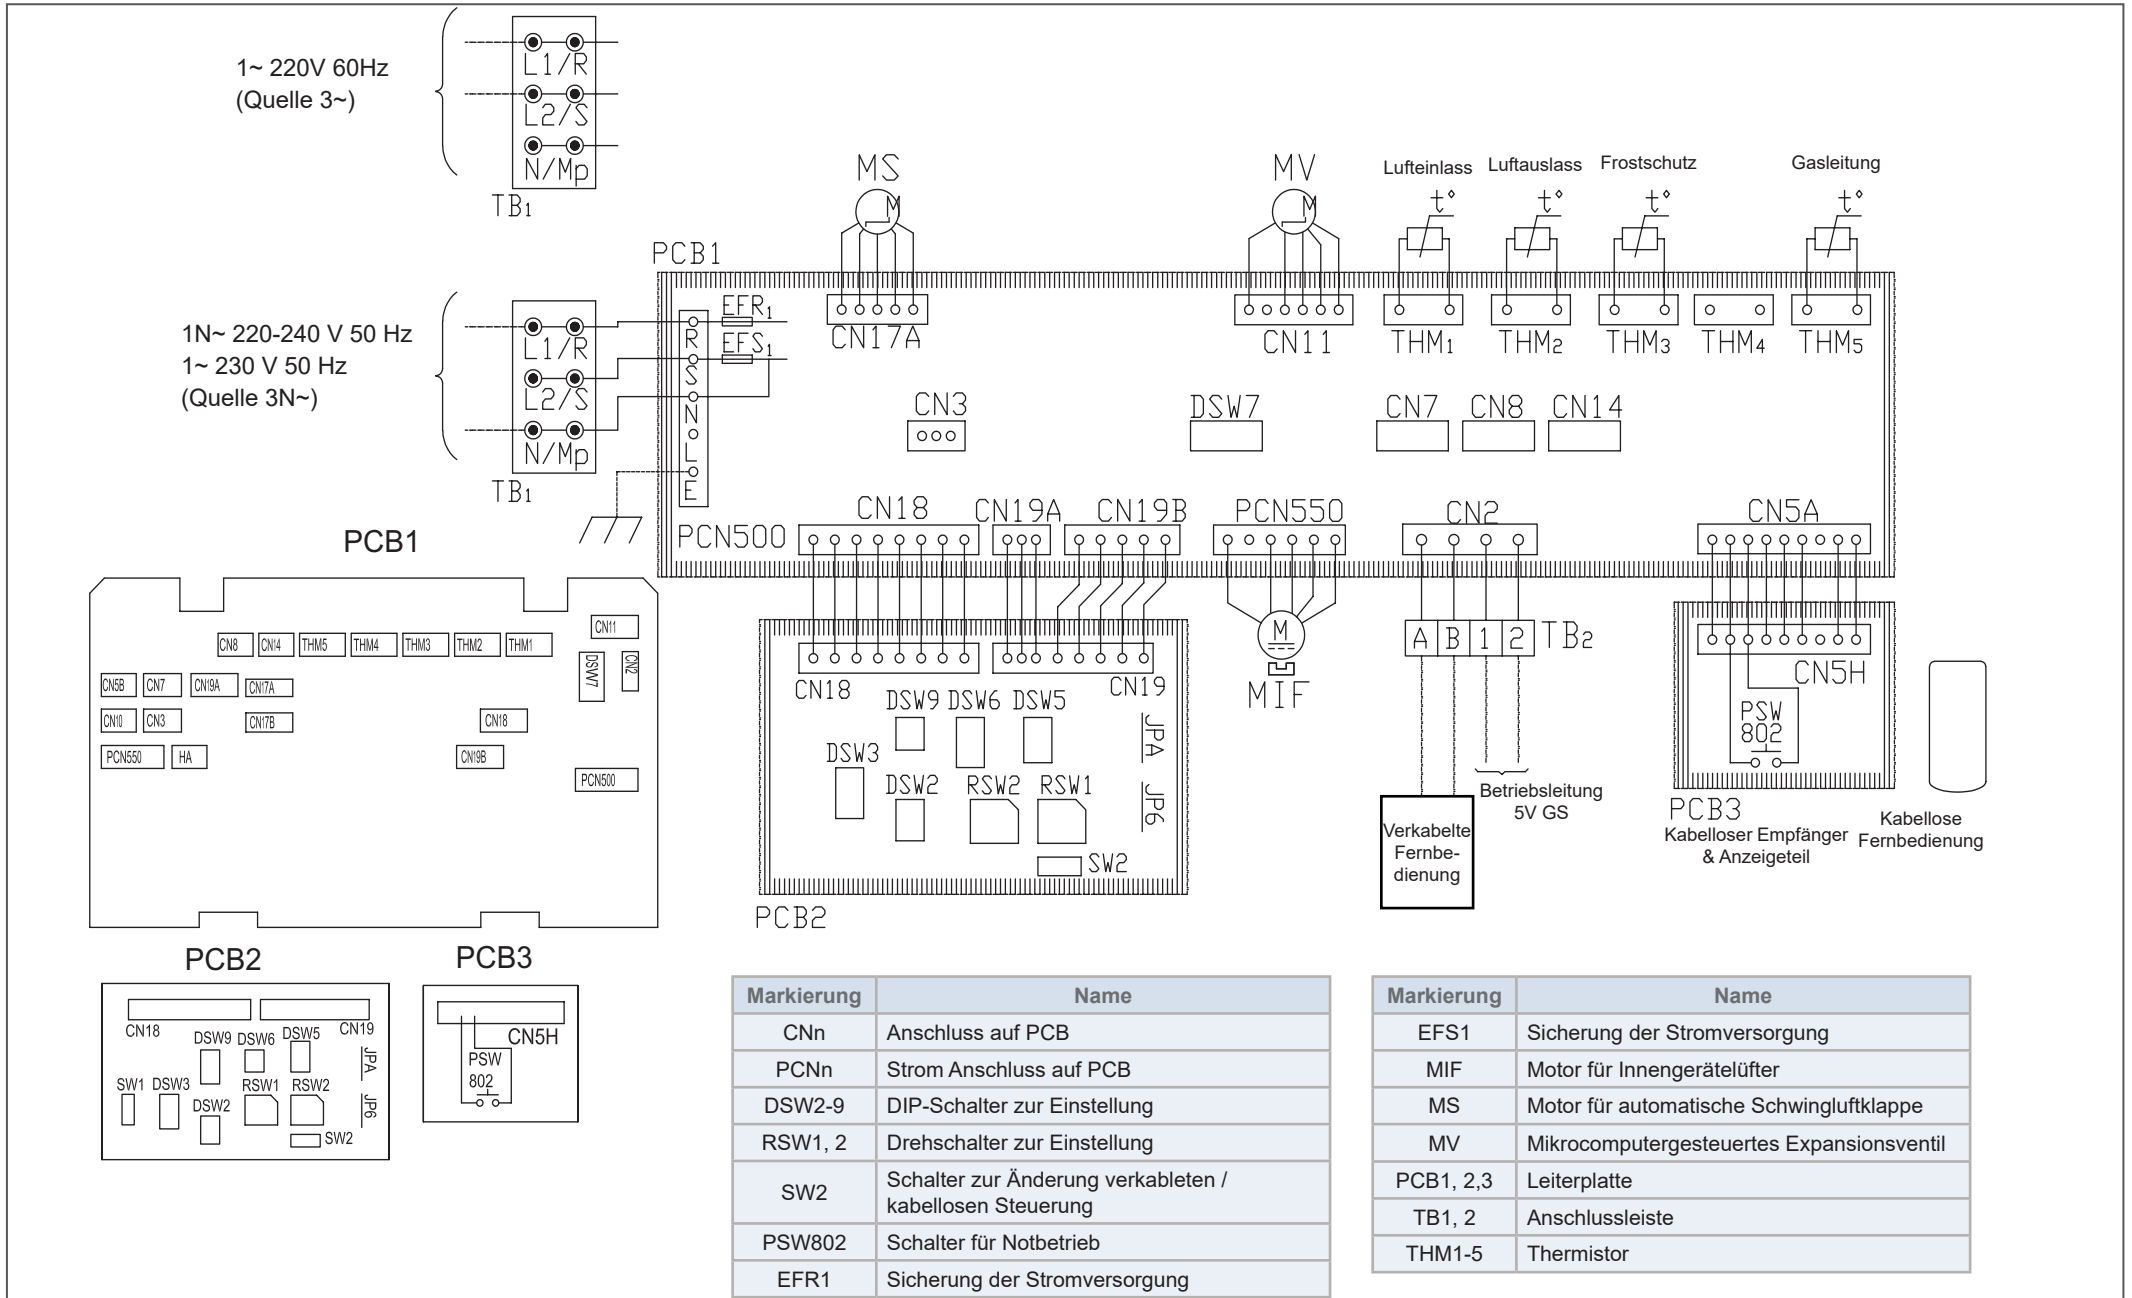 1~ 220V 60Hz
(Quelle 3~)
L1/R
L2/S
N/Mp
TB1
1N~ 220-240 V 50 Hz
1~ 230 V 50 Hz
(Quelle 3N~)
L1/R
L2/S
N/Mp
TB1
PCB1
MS
M
MV
M
Lufteinlass
Luftauslass
Frostschutz
Gasleitung
t°
t°
t°
t°
EFR1
EFS1
R
S
N
L
E
CN17A
CN11
THM1
THM2
THM3
THM4
THM5
CN3
DSW7
CN7
CN8
CN14
PCN500
CN18
CN19A
CN19B
PCN550
CN2
CN5A
CN18
CN19
DSW9
DSW6
DSW5
JPA
DSW3
DSW2
RSW2
RSW1
JP6
SW2
PCB2
M
MIF
A
B
1
2
TB2
Betriebsleitung
5V GS
Verkabelte
Fernbe-
dienung
CN5H
PSW
802
PCB3
Kabelloser Empfänger
& Anzeigeteil
Kabellose
Fernbedienung
PCB1
CN11
CN8
CN14
THM5
THM4
THM3
THM2
THM1
DSW7
CN2
CN5B
CN7
CN19A
CN17A
CN10
CN3
CN17B
CN18
PCN550
HA
CN19B
PCN500
PCB2
CN18
CN19
DSW9
DSW6
DSW5
JPA
SW1
DSW3
RSW1
RSW2
DSW2
JP6
SW2
PCB3
CN5H
PSW
802
Markierung Name
CNn Anschluss auf PCB
PCNn Strom Anschluss auf PCB
DSW2-9 DIP-Schalter zur Einstellung
RSW1, 2 Drehschalter zur Einstellung
SW2 Schalter zur Änderung verkableten /
kabellosen Steuerung
PSW802 Schalter für Notbetrieb
EFR1 Sicherung der Stromversorgung
Markierung Name
EFS1 Sicherung der Stromversorgung
MIF Motor für Innengerätelüfter
MS Motor für automatische Schwingluftklappe
MV Mikrocomputergesteuertes Expansionsventil
PCB1, 2,3 Leiterplatte
TB1, 2 Anschlussleiste
THM1-5 Thermistor